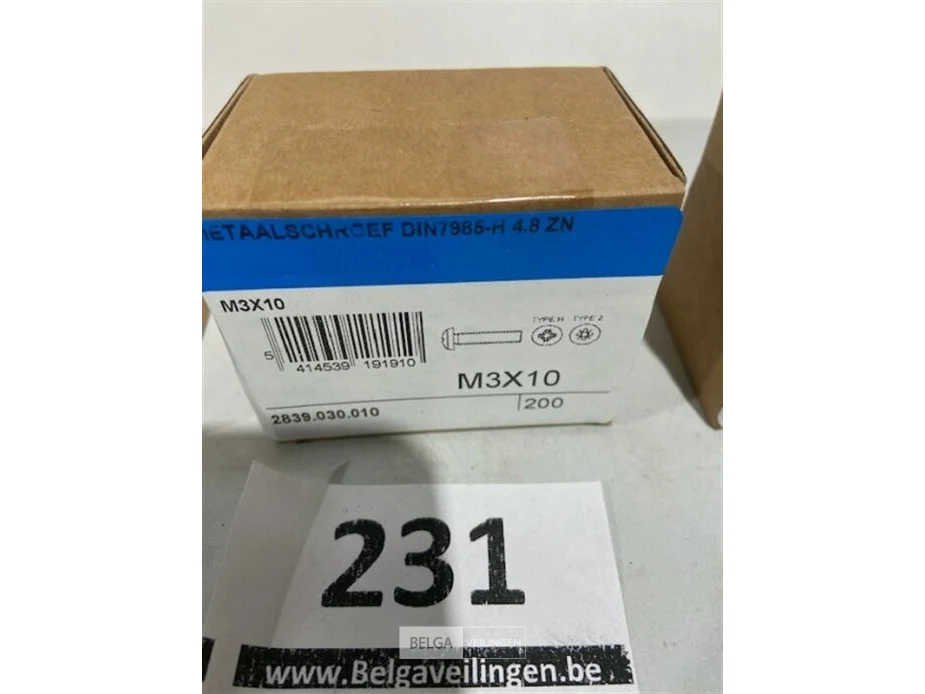 METAALSCHROEF DIN7985-H 4.8 ZN
M3X10
TYPE H TYPE Z
5 414539 191910
M3X10
2839.030.010 200
231
BELGA VEILINGEN
www.Belgaveilingen.be